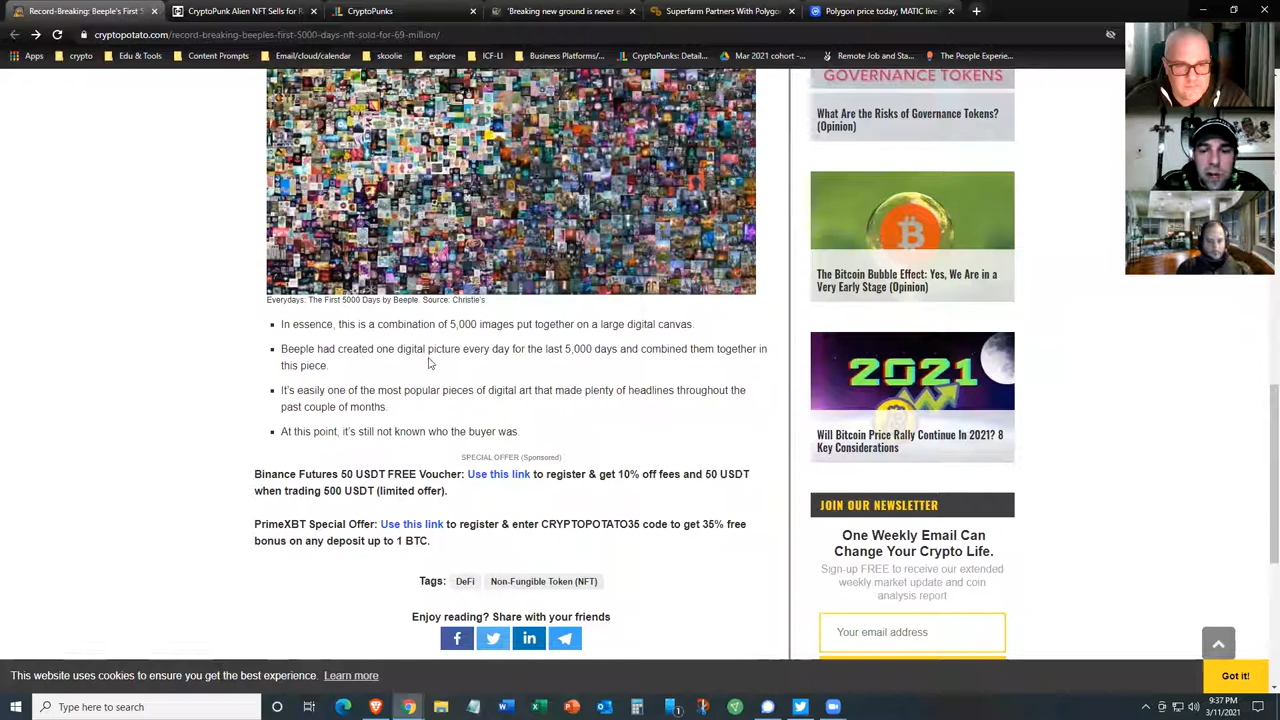 Record-Breaking: Beeple's First
CryptoPunk Alien NFT Sells for R
CryptoPunks
'Breaking new ground is never e
Superfarm Partners With Polygo
Polygon price today, MATIC live
cryptopotato.com/record-breaking-beeples-first-5000-days-nft-sold-for-69-million/
Apps
crypto
Edu & Tools
Content Prompts
Email/cloud/calendar
skoolie
explore
ICF-LI
Business Platforms/...
CryptoPunks: Detail...
Mar 2021 cohort -...
Remote Job and Sta...
The People Experie...
GOVERNANCE TOKENS
What Are the Risks of Governance Tokens?
(Opinion)
The Bitcoin Bubble Effect: Yes, We Are in a
Very Early Stage (Opinion)
2021
Will Bitcoin Price Rally Continue In 2021? 8
Key Considerations
Everydays: The First 5000 Days by Beeple. Source: Christie's
In essence, this is a combination of 5,000 images put together on a large digital canvas.
Beeple had created one digital picture every day for the last 5,000 days and combined them together in
this piece.
It's easily one of the most popular pieces of digital art that made plenty of headlines throughout the
past couple of months.
At this point, it's still not known who the buyer was.
SPECIAL OFFER (Sponsored)
Binance Futures 50 USDT FREE Voucher: Use this link to register & get 10% off fees and 50 USDT
when trading 500 USDT (limited offer).
PrimeXBT Special Offer: Use this link to register & enter CRYPTOPOTATO35 code to get 35% free
bonus on any deposit up to 1 BTC.
Tags: DeFi Non-Fungible Token (NFT)
Enjoy reading? Share with your friends
JOIN OUR NEWSLETTER
One Weekly Email Can
Change Your Crypto Life.
Sign-up FREE to receive our extended
weekly market update and coin
analysis report
Your email address
This website uses cookies to ensure you get the best experience. Learn more
Got it!
Type here to search
9:37 PM
3/11/2021